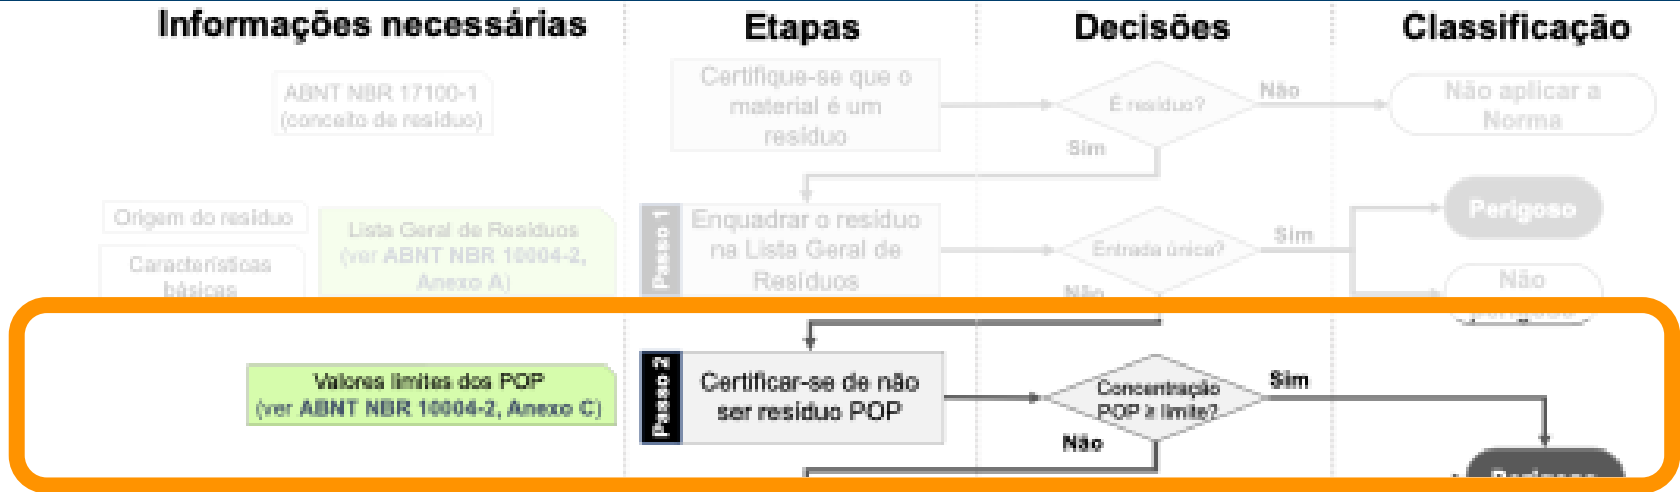 Informações necessárias
Etapas
Decisões
Classificação
ABNT NBR 17100-1
(conceito de resíduo)
Certifique-se que o
material é um
resíduo
É resíduo?
Não
Sim
Não aplicar a
Norma
Origem do resíduo
Características
básicas
Lista Geral de Resíduos
(ver ABNT NBR 10004-2,
Anexo A)
Passo 1
Enquadrar o resíduo
na Lista Geral de
Resíduos
Entrada única?
Sim
Não
Perigoso
Não
perigoso
Valores limites dos POP
(ver ABNT NBR 10004-2, Anexo C)
Passo 2
Certificar-se de não
ser resíduo POP
Concentração
POP ≥ limite?
Sim
Não
Perigoso